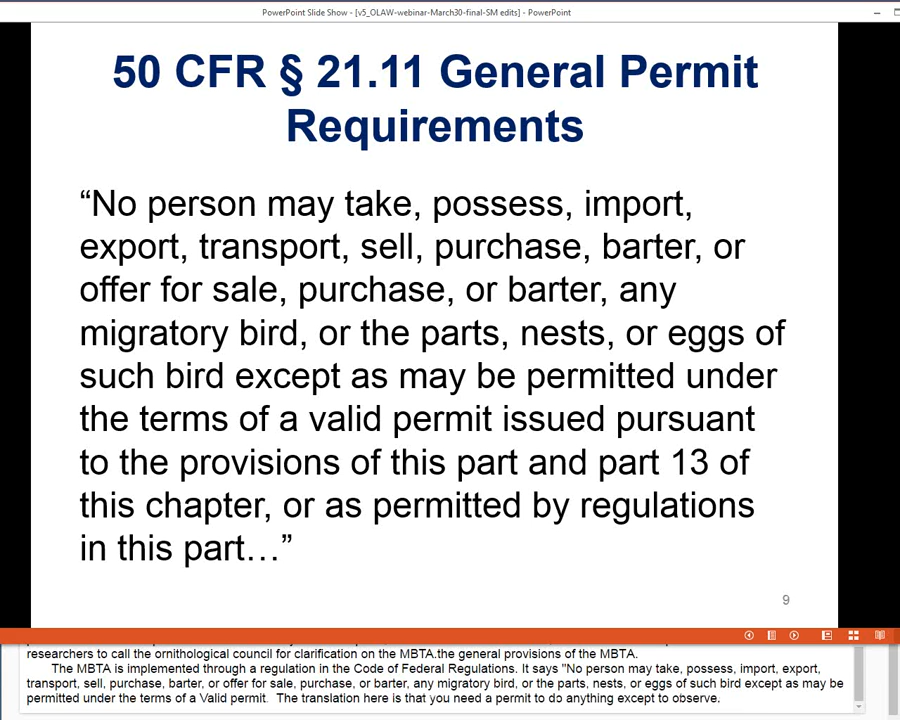 PowerPoint Slide Show - [v5_OLAW-webinar-March30-final-SM edits] - PowerPoint
50 CFR § 21.11 General Permit
Requirements
“No person may take, possess, import,
export, transport, sell, purchase, barter, or
offer for sale, purchase, or barter, any
migratory bird, or the parts, nests, or eggs of
such bird except as may be permitted under
the terms of a valid permit issued pursuant
to the provisions of this part and part 13 of
this chapter, or as permitted by regulations
in this part…”
9
researchers to call the ornithological council for clarification on the MBTA.the general provisions of the MBTA.
The MBTA is implemented through a regulation in the Code of Federal Regulations. It says "No person may take, possess, import, export,
transport, sell, purchase, barter, or offer for sale, purchase, or barter, any migratory bird, or the parts, nests, or eggs of such bird except as may be
permitted under the terms of a Valid permit. The translation here is that you need a permit to do anything except to observe.